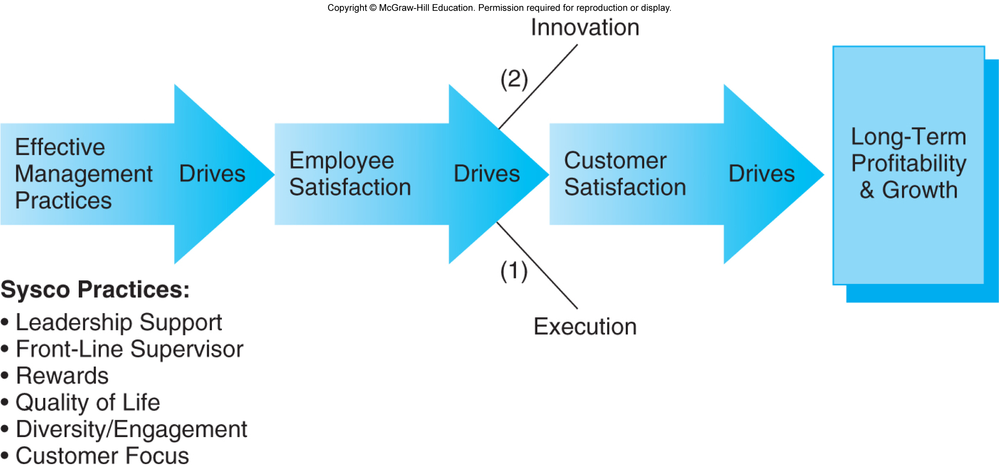 Copyright © McGraw-Hill Education. Permission required for reproduction or display.
Innovation
(2)
Effective
Management
Practices
Drives
Employee
Satisfaction
Drives
Customer
Satisfaction
Drives
Long-Term
Profitability
& Growth
(1)
Execution
Sysco Practices:
• Leadership Support
• Front-Line Supervisor
• Rewards
• Quality of Life
• Diversity/Engagement
• Customer Focus